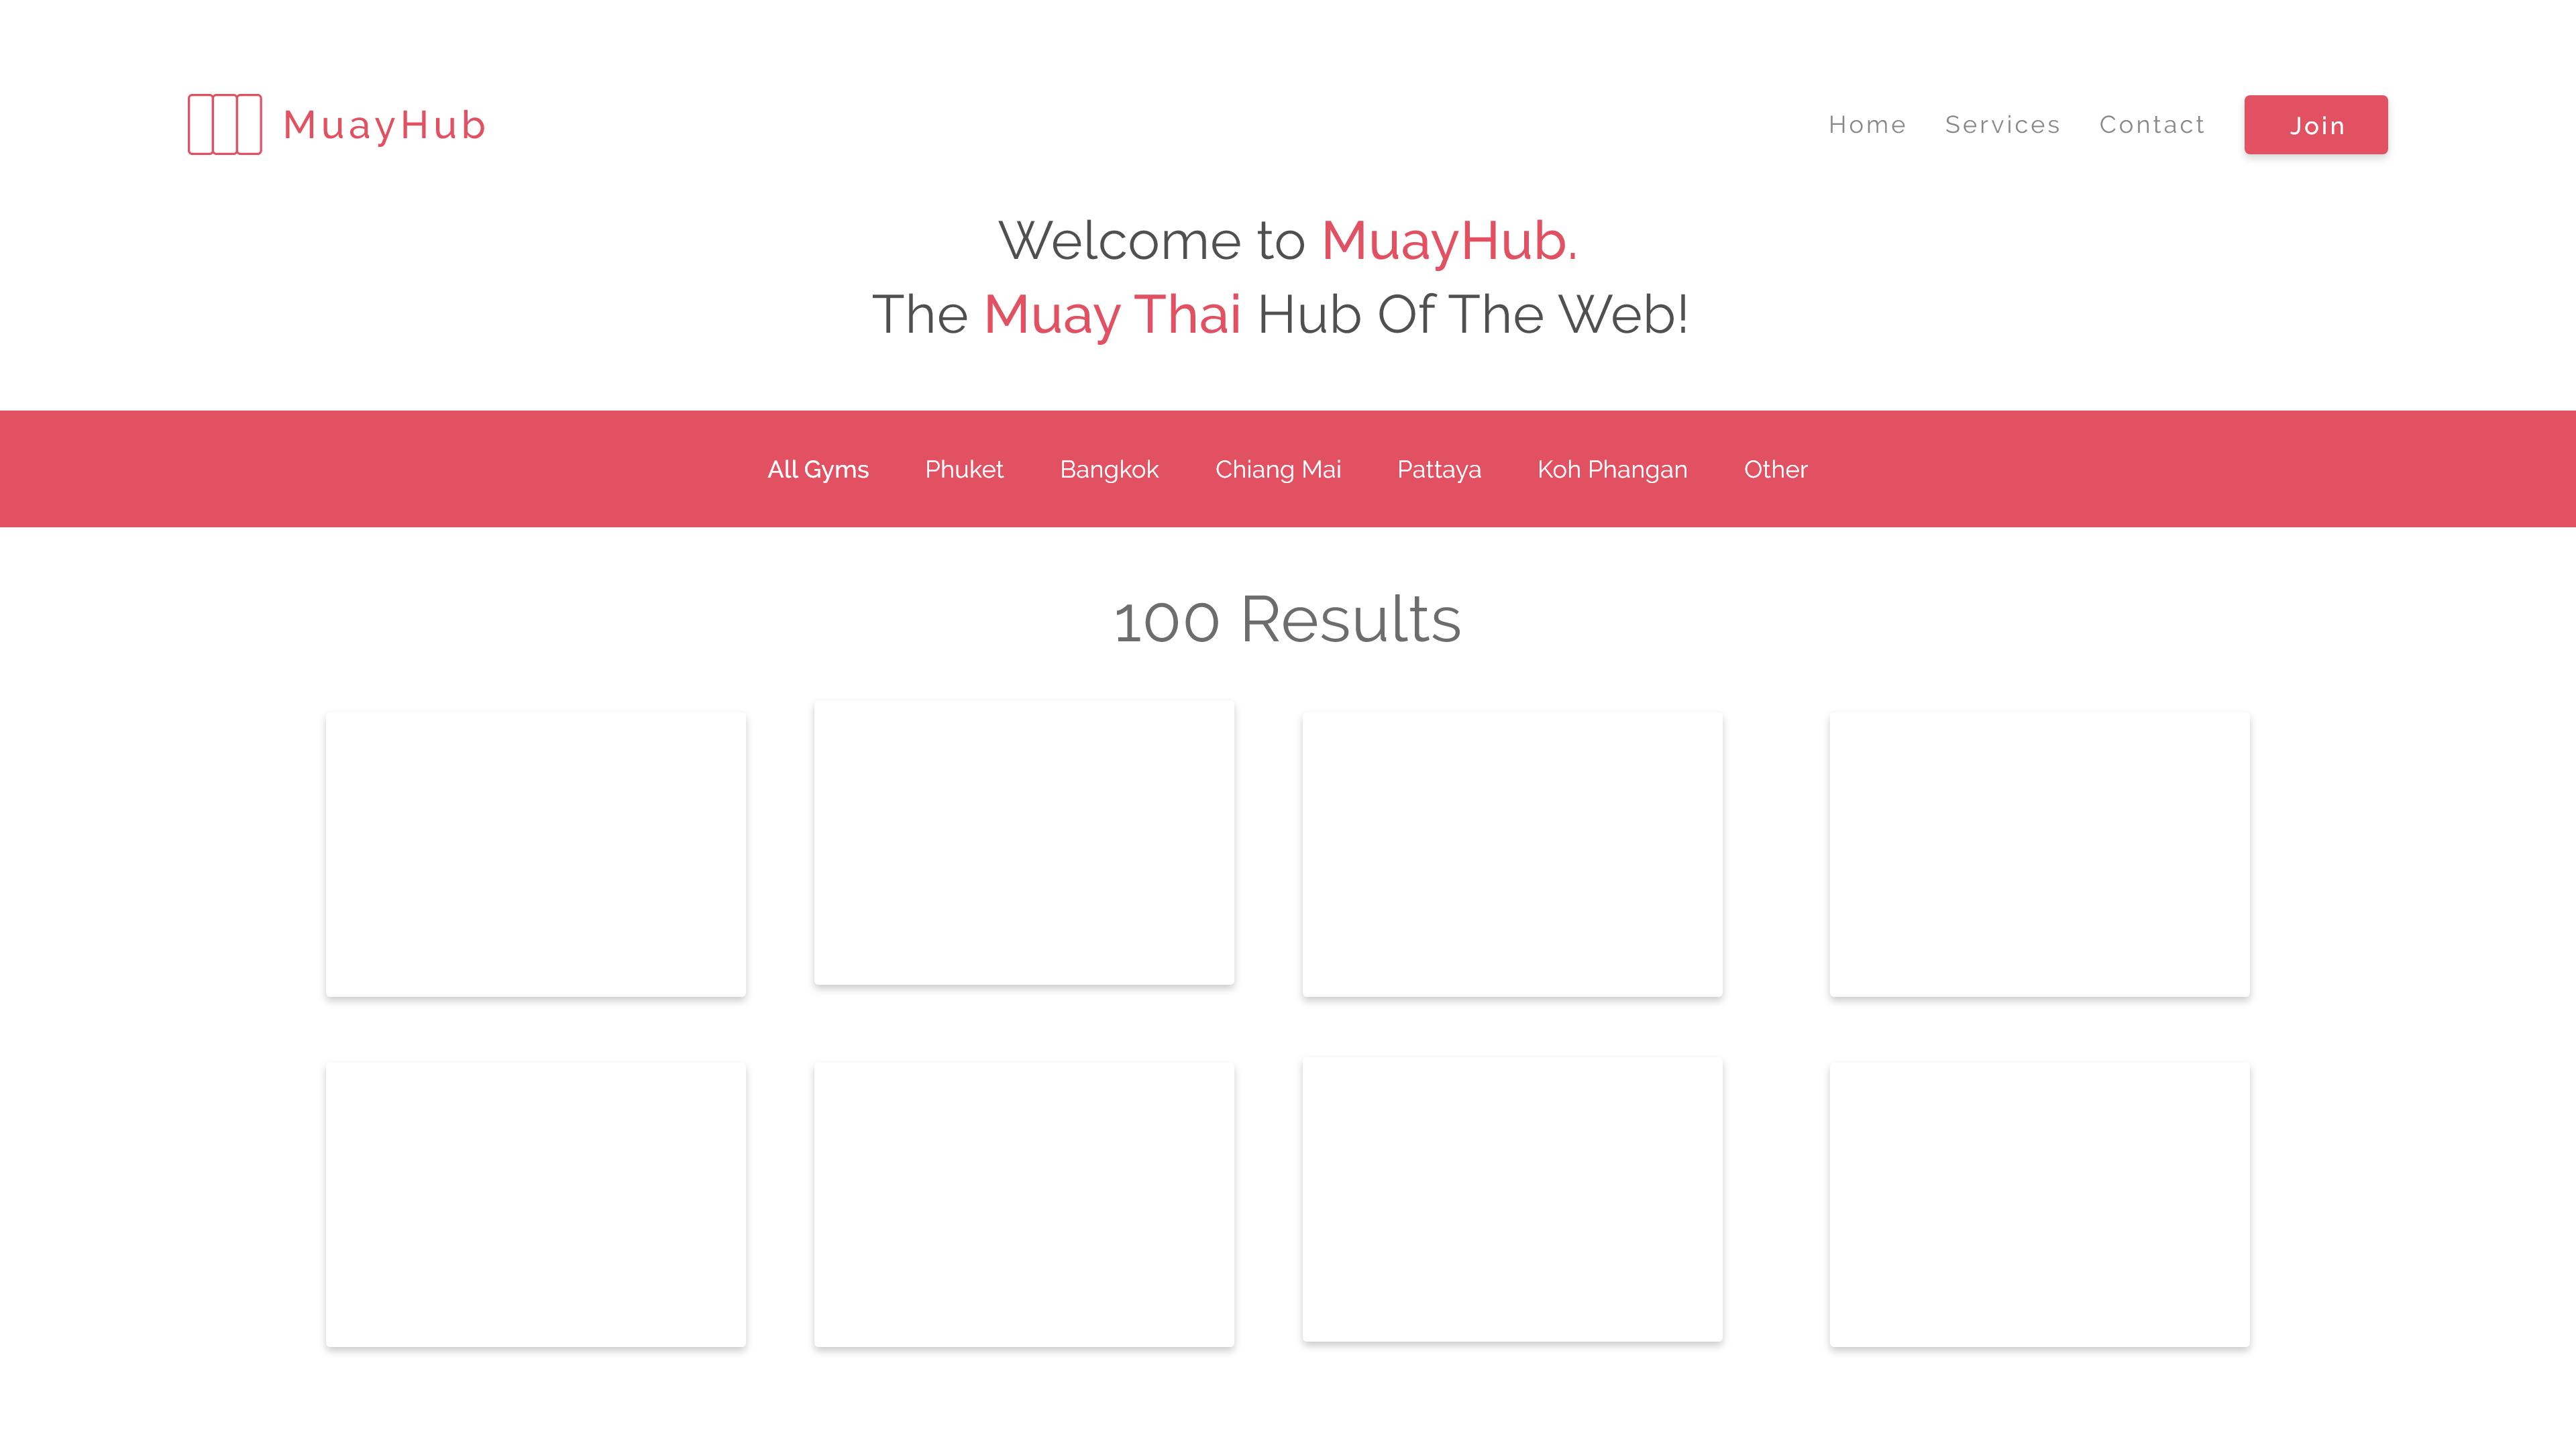 MuayHub
Home Services Contact Join
Welcome to MuayHub.
The Muay Thai Hub Of The Web!
All Gyms Phuket Bangkok Chiang Mai Pattaya Koh Phangan Other
100 Results